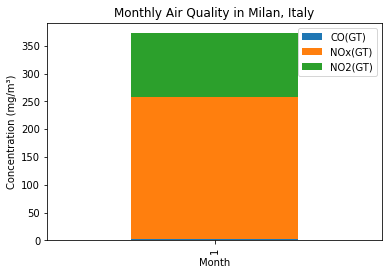 Monthly Air Quality in Milan, Italy
CO(GT)
NOx(GT)
NO2(GT)
Concentration (mg/m³)
350
300
250
200
150
100
50
0
1
Month